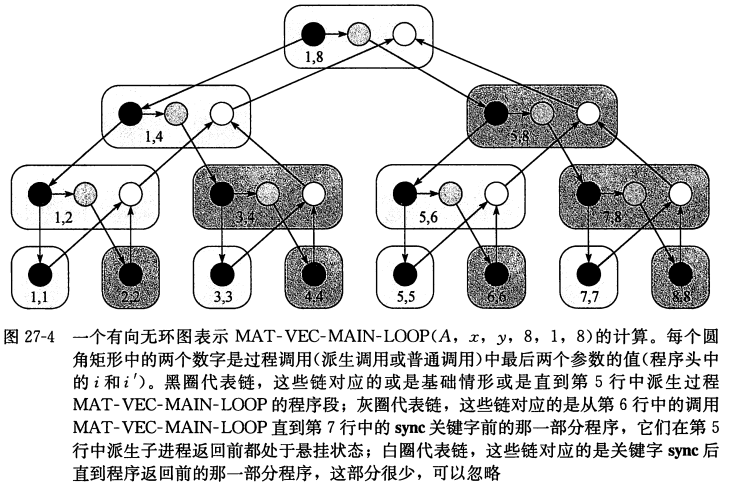 1,8
1,4
5,8
1,2
3,4
5,6
7,8
1,1
2,2
3,3
4,4
5,5
6,6
7,7
8,8
图 27-4 一个有向无环图表示 MAT-VEC-MAIN-LOOP(A, x, y, 8, 1, 8)的计算。每个圆
角矩形中的两个数字是过程调用(派生调用或普通调用)中最后两个参数的值(程序头中
的 i 和 i′)。黑圈代表链，这些链对应的或是基础情形或是直到第 5 行中派生过程
MAT-VEC-MAIN-LOOP 的程序段；灰圈代表链，这些链对应的是从第 6 行中的调用
MAT-VEC-MAIN-LOOP 直到第 7 行中的 sync 关键字前的那一部分程序，它们在第 5
行中派生子进程返回前都处于悬挂状态；白圈代表链，这些链对应的是关键字 sync 后
直到程序返回前的那一部分程序，这部分很少，可以忽略